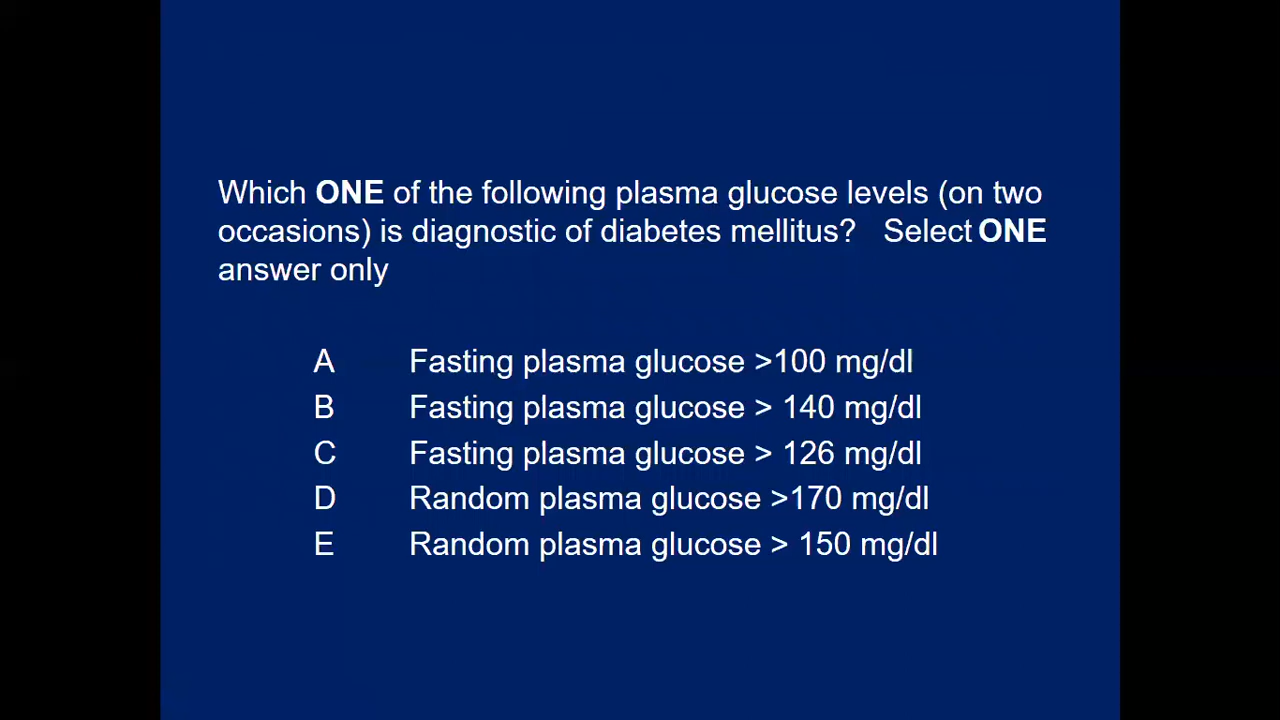 Which ONE of the following plasma glucose levels (on two
occasions) is diagnostic of diabetes mellitus? Select ONE
answer only
A Fasting plasma glucose >100 mg/dl
B Fasting plasma glucose > 140 mg/dl
C Fasting plasma glucose > 126 mg/dl
D Random plasma glucose >170 mg/dl
E Random plasma glucose > 150 mg/dl